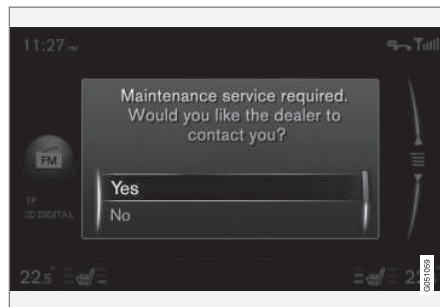 11:27
Maintenance service required.
Would you like the dealer to
contact you?
FM
Yes
TP
DIGITAL
No
22.5
22
G051059